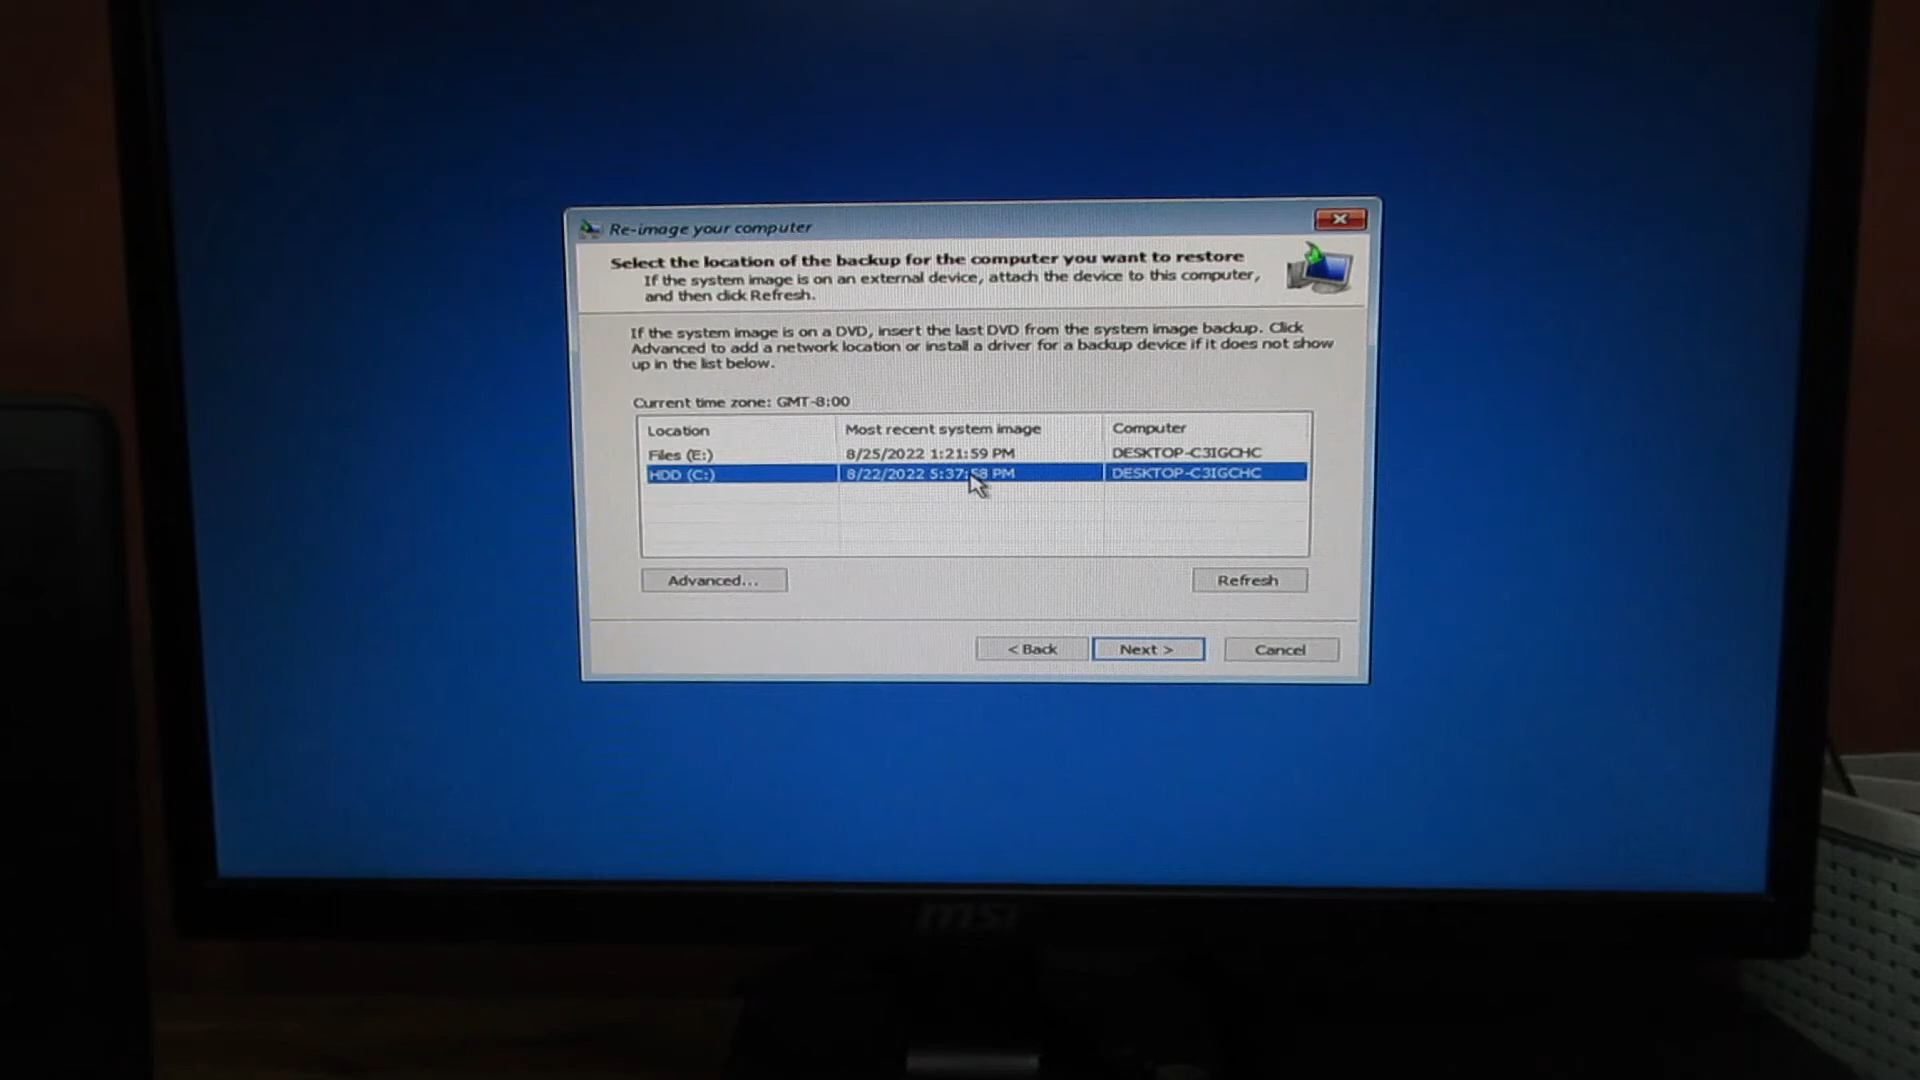 Re-image your computer
Select the location of the backup for the computer you want to restore
If the system image is on an external device, attach the device to this computer,
and then click Refresh.
If the system image is on a DVD, insert the last DVD from the system image backup. Click
Advanced to add a network location or install a driver for a backup device if it does not show
up in the list below.
Current time zone: GMT-8:00
Location Most recent system image Computer
Files (E:) 8/25/2022 1:21:59 PM DESKTOP-C3IGCHC
HDD (C:) 8/22/2022 5:37:58 PM DESKTOP-C3IGCHC
Advanced... Refresh
< Back Next > Cancel
msi